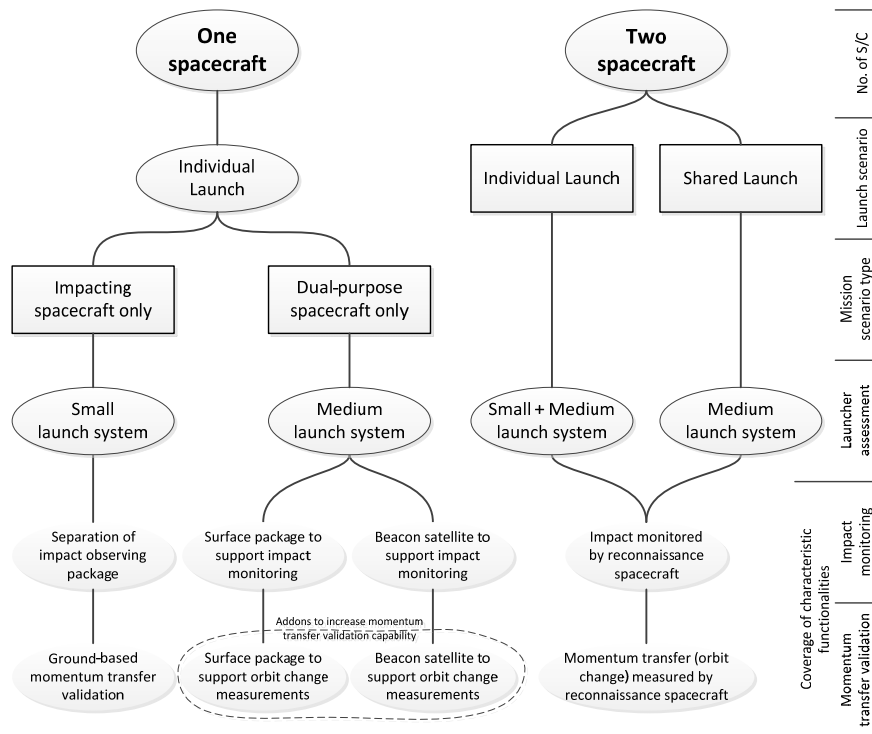 One
spacecraft
Two
spacecraft
No. of S/C
Individual
Launch
Individual Launch
Shared Launch
Launch scenario
Impacting
spacecraft only
Dual-purpose
spacecraft only
Mission
scenario type
Small
launch system
Medium
launch system
Small + Medium
launch system
Medium
launch system
Launcher
assessment
Separation of
impact observing
package
Surface package to
support impact
monitoring
Beacon satellite to
support impact
monitoring
Impact monitored
by reconnaissance
spacecraft
Impact
monitoring
Coverage of characteristic
functionalities
Addons to increase momentum
transfer validation capability
Ground-based
momentum transfer
validation
Surface package to
support orbit change
measurements
Beacon satellite to
support orbit change
measurements
Momentum transfer (orbit
change) measured by
reconnaissance spacecraft
Momentum
transfer validation